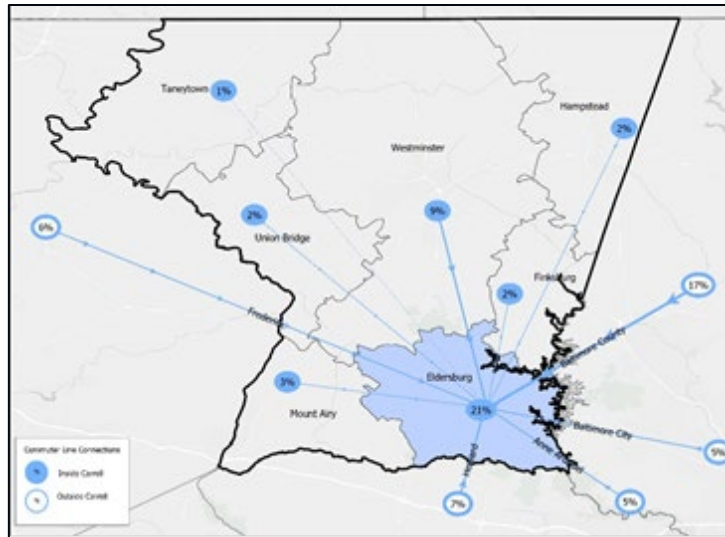 Taneytown
1%
Hampstead
2%
Westminster
9%
2%
Union Bridge
6%
Finksburg
2%
17%
Frederick
Baltimore County
Eldersburg
3%
21%
Mount Airy
Baltimore City
Anne Arundel
Howard
7%
5%
Commuter Line Connections
%
Inside Carroll
%
Outside Carroll